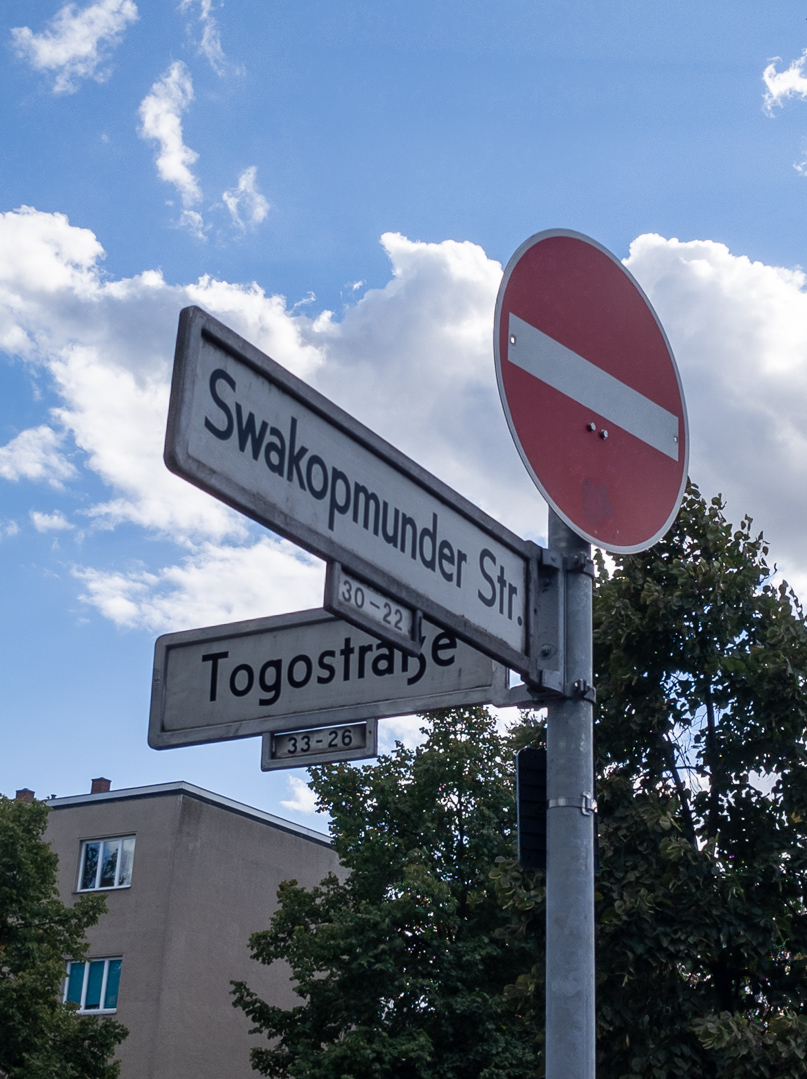 Swakopmunder Str.
30-22
Togostraße
33-26